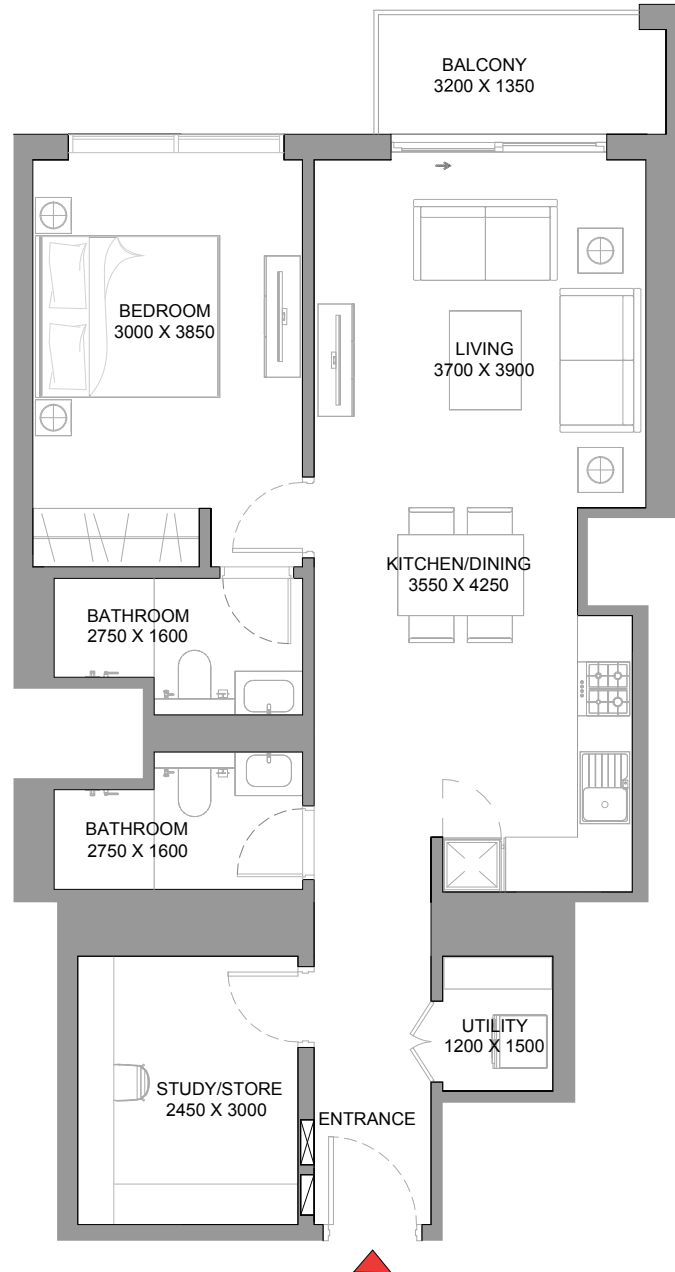 BALCONY
3200 X 1350
BEDROOM
3000 X 3850
LIVING
3700 X 3900
KITCHEN/DINING
3550 X 4250
BATHROOM
2750 X 1600
BATHROOM
2750 X 1600
UTILITY
1200 X 1500
STUDY/STORE
2450 X 3000
ENTRANCE